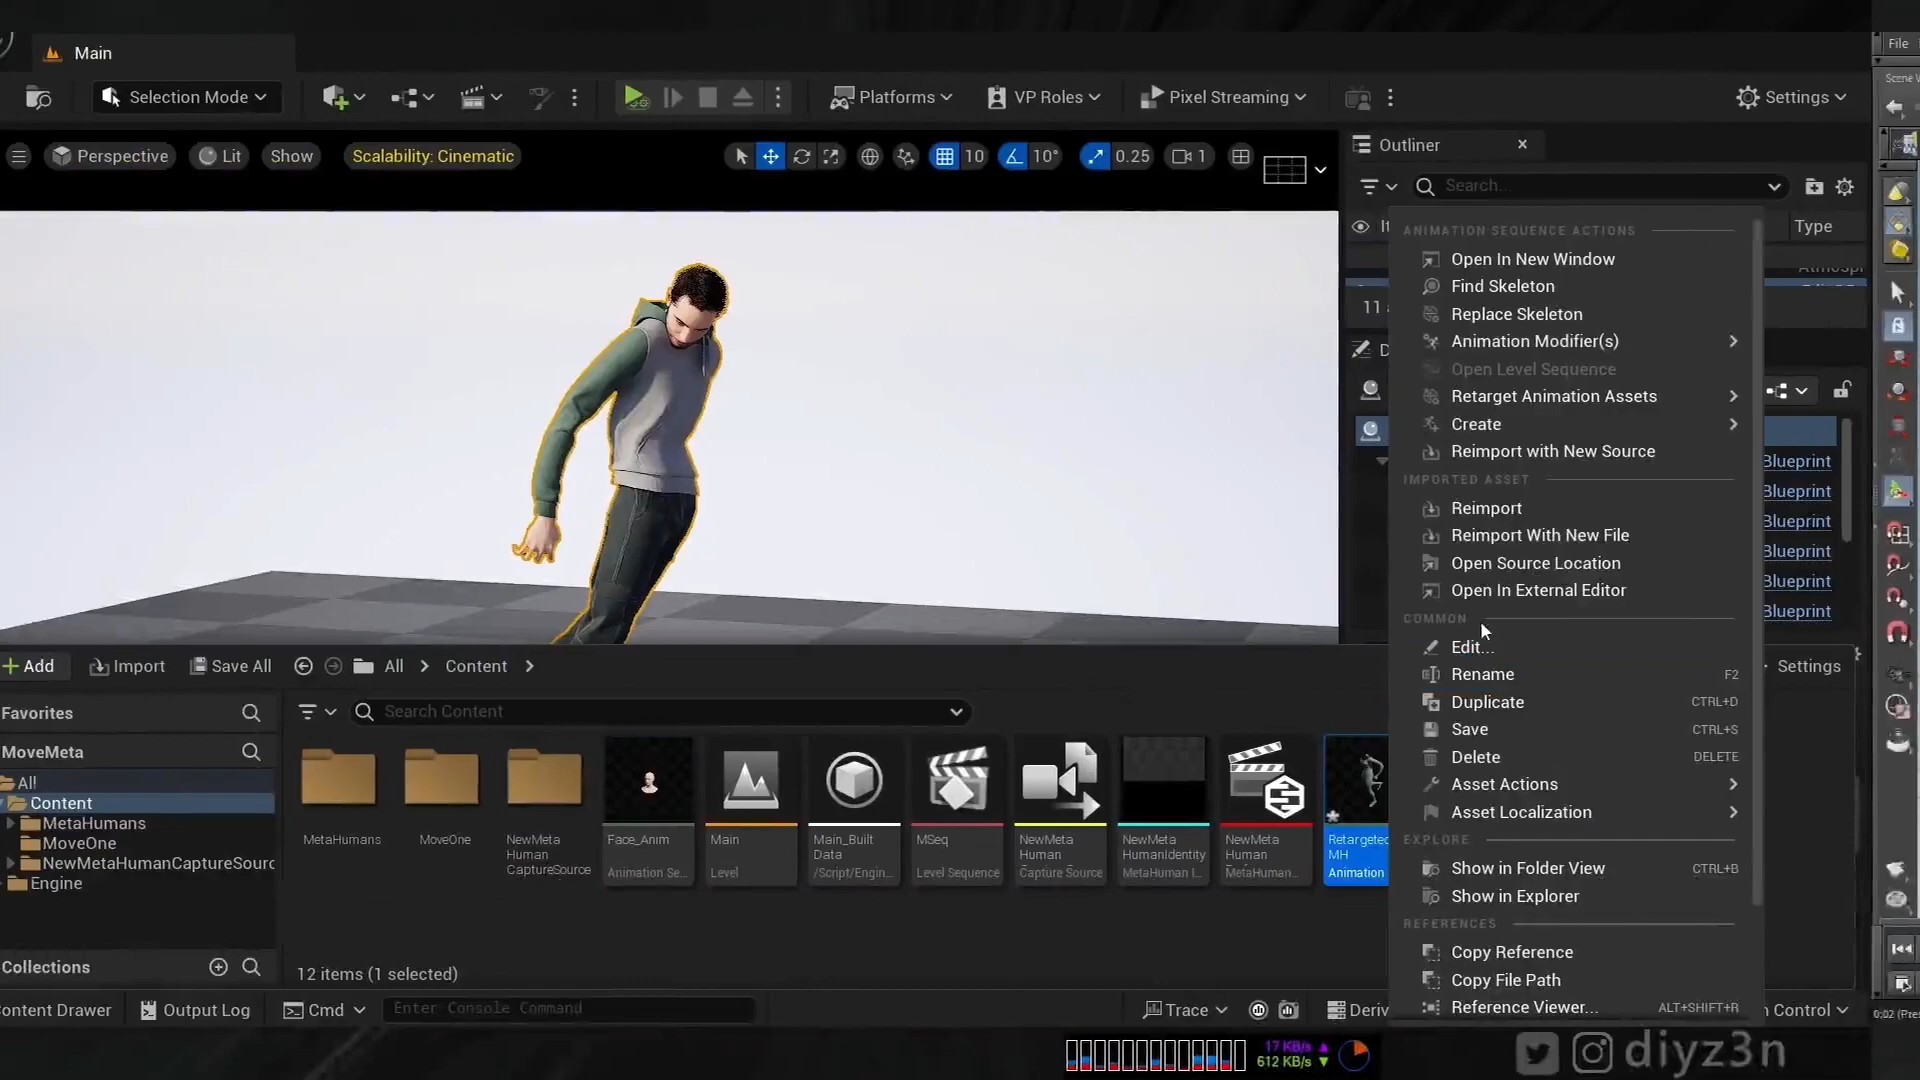 Main
File
Selection Mode
Platforms
VP Roles
Pixel Streaming
Settings
Perspective
Lit
Show
Scalability: Cinematic
10
10°
0.25
1
Outliner
Search...
Type
ANIMATION SEQUENCE ACTIONS
Open In New Window
Find Skeleton
Replace Skeleton
Animation Modifier(s)
Open Level Sequence
Retarget Animation Assets
Create
Reimport with New Source
IMPORTED ASSET
Reimport
Reimport With New File
Open Source Location
Open In External Editor
COMMON
Edit...
Rename F2
Duplicate CTRL+D
Save CTRL+S
Delete DELETE
Asset Actions
Asset Localization
EXPLORE
Show in Folder View CTRL+B
Show in Explorer
REFERENCES
Copy Reference
Copy File Path
Reference Viewer... ALT+SHIFT+R
11
Blueprint
Blueprint
Blueprint
Blueprint
Blueprint
Blueprint
Add
Import
Save All
All
Content
Settings
Favorites
Search Content
MoveMeta
All
Content
MetaHumans
MoveOne
NewMetaHumanCaptureSourc
Engine
Collections
MetaHumans
MoveOne
NewMeta
Human
CaptureSource
Face_Anim
Animation Se...
Main
Level
Main_Built
Data
/Script/Engin...
MSeq
Level Sequence
NewMeta
Human
Capture Source
NewMeta
HumanIdentity
MetaHuman I...
NewMeta
Human
MetaHuman...
Retargeted
MH
Animation
12 items (1 selected)
ontent Drawer
Output Log
Cmd
Enter Console Command
Trace
Deriv
n Control
17 KB/s
612 KB/s
diyz3n